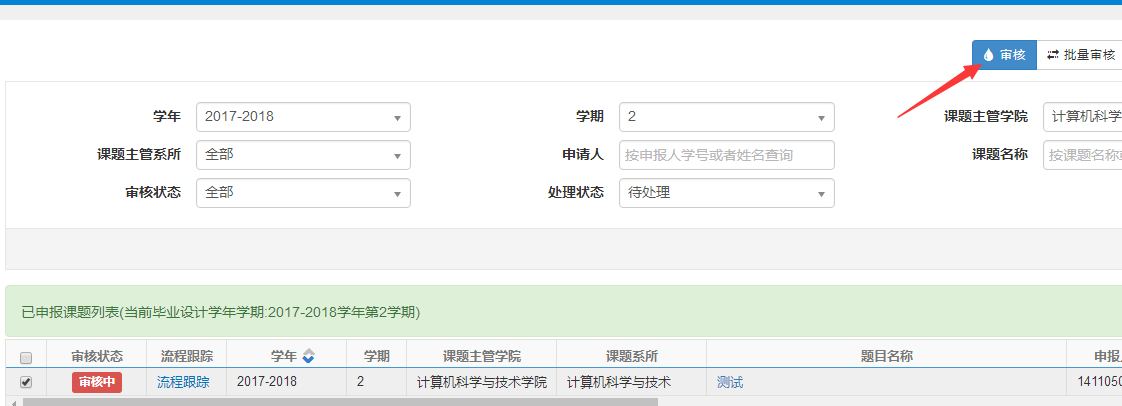 审核 批量审核
学年 2017-2018 学期 2 课题主管学院 计算机科学
课题主管系所 全部 申请人 按申报人学号或者姓名查询 课题名称 按课题名称
审核状态 全部 处理状态 待处理
已申报课题列表(当前毕业设计学年学期:2017-2018学年第2学期)
审核状态 流程跟踪 学年 学期 课题主管学院 课题系所 题目名称 申报
审核中 流程跟踪 2017-2018 2 计算机科学与技术学院 计算机科学与技术 测试 1411050